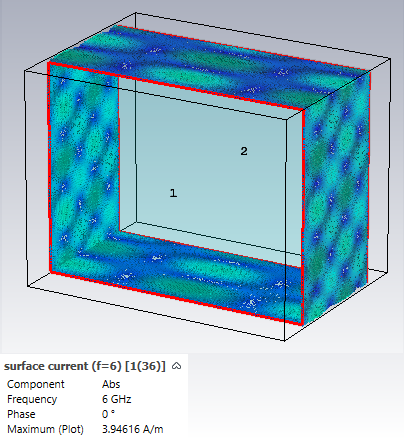 2
1
surface current (f=6) [1(36)]
Component Abs
Frequency 6 GHz
Phase 0 °
Maximum (Plot) 3.94616 A/m